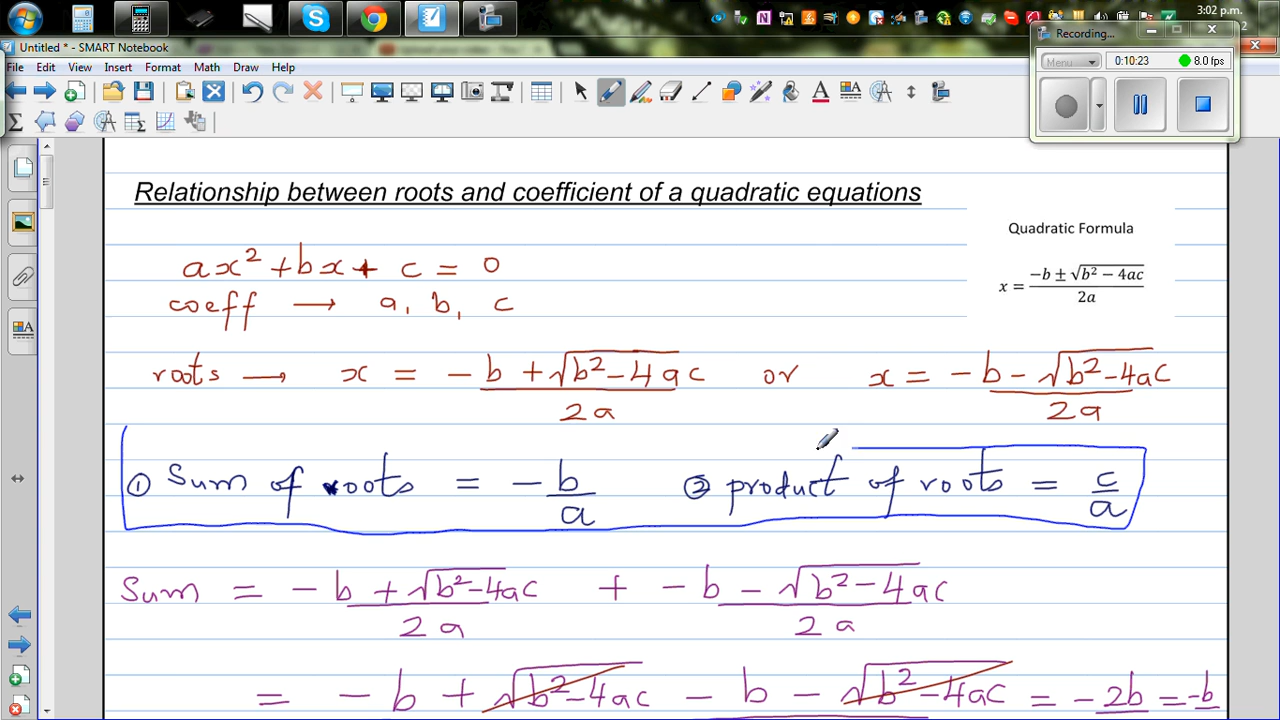 3:02 p.m.
Untitled * - SMART Notebook
Recording...
File Edit View Insert Format Math Draw Help
Menu 0:10:23 8.0 fps
Relationship between roots and coefficient of a quadratic equations
Quadratic Formula
x = (-b ± √(b² − 4ac)) / 2a
ax² + bx + c = 0
coeff → a, b, c
roots → x = (-b + √(b² - 4ac)) / 2a or x = (-b - √(b² - 4ac)) / 2a
① Sum of roots = -b/a ② product of roots = c/a
Sum = (-b + √(b² - 4ac)) / 2a + (-b - √(b² - 4ac)) / 2a
= -b + √(b² - 4ac) - b - √(b² - 4ac) = -2b = -b